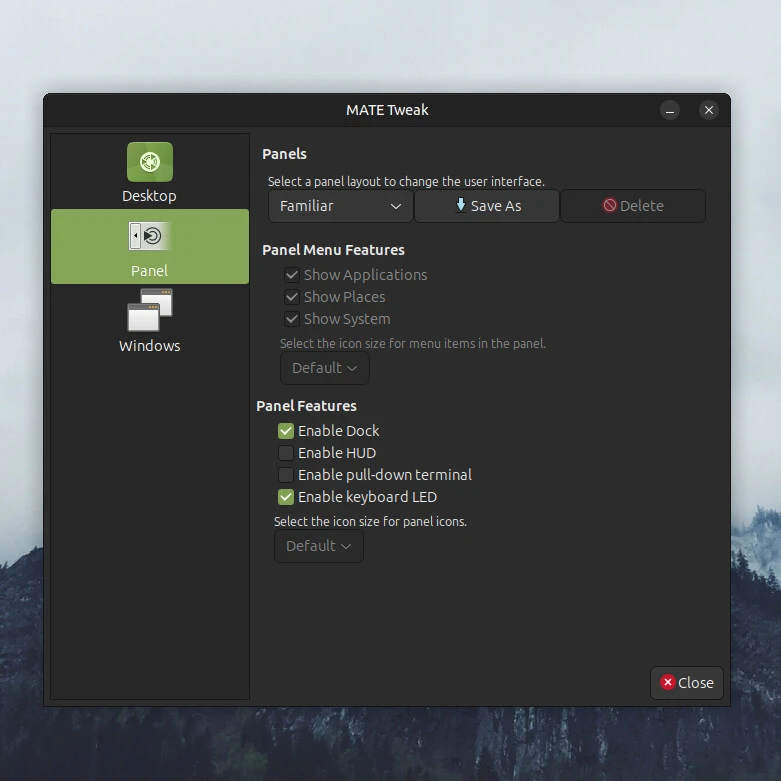 MATE Tweak
Desktop
Panel
Windows
Panels
Select a panel layout to change the user interface.
Familiar
Save As
Delete
Panel Menu Features
Show Applications
Show Places
Show System
Select the icon size for menu items in the panel.
Default
Panel Features
Enable Dock
Enable HUD
Enable pull-down terminal
Enable keyboard LED
Select the icon size for panel icons.
Default
Close